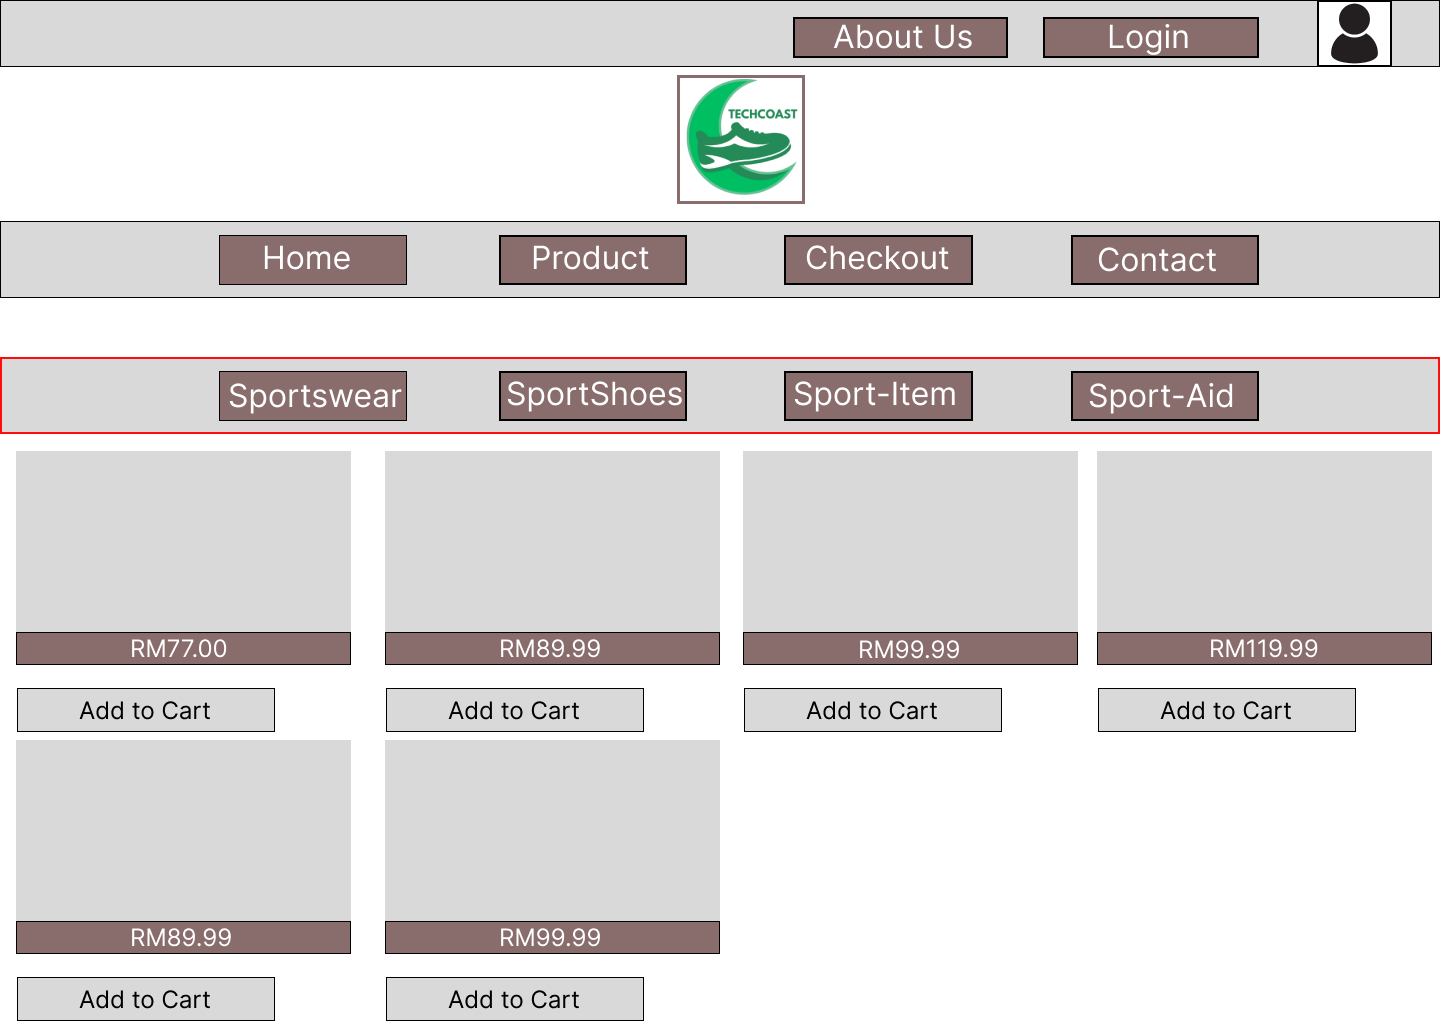 About Us
Login
TECHCOAST
Home
Product
Checkout
Contact
Sportswear
SportShoes
Sport-Item
Sport-Aid
RM77.00
RM89.99
RM99.99
RM119.99
Add to Cart
Add to Cart
Add to Cart
Add to Cart
RM89.99
RM99.99
Add to Cart
Add to Cart